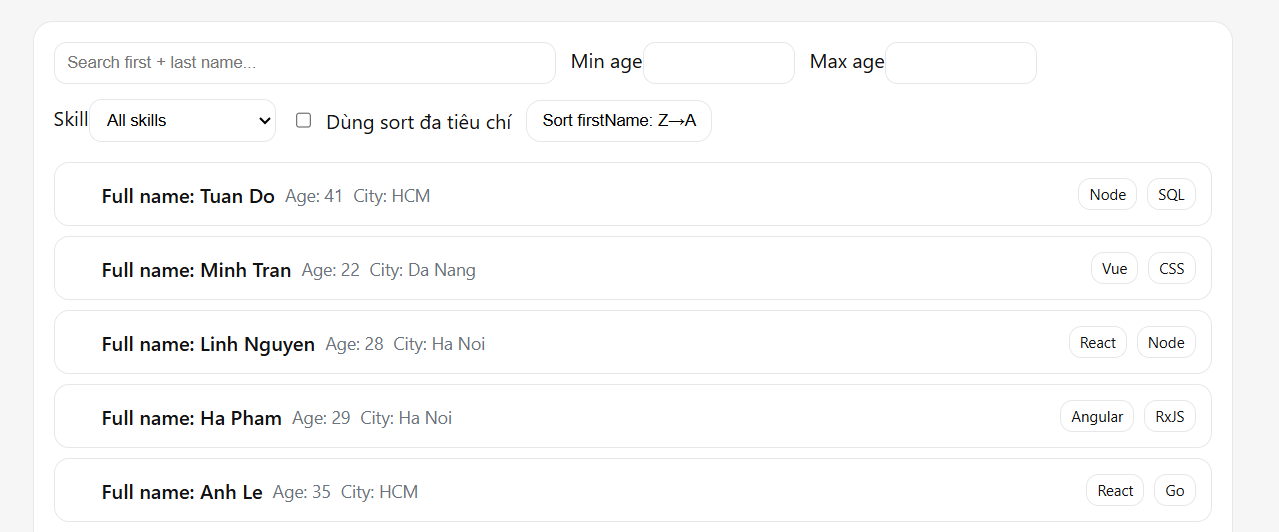 Search first + last name... Min age Max age
Skill All skills Dùng sort đa tiêu chí Sort firstName: Z→A
Full name: Tuan Do Age: 41 City: HCM Node SQL
Full name: Minh Tran Age: 22 City: Da Nang Vue CSS
Full name: Linh Nguyen Age: 28 City: Ha Noi React Node
Full name: Ha Pham Age: 29 City: Ha Noi Angular RxJS
Full name: Anh Le Age: 35 City: HCM React Go